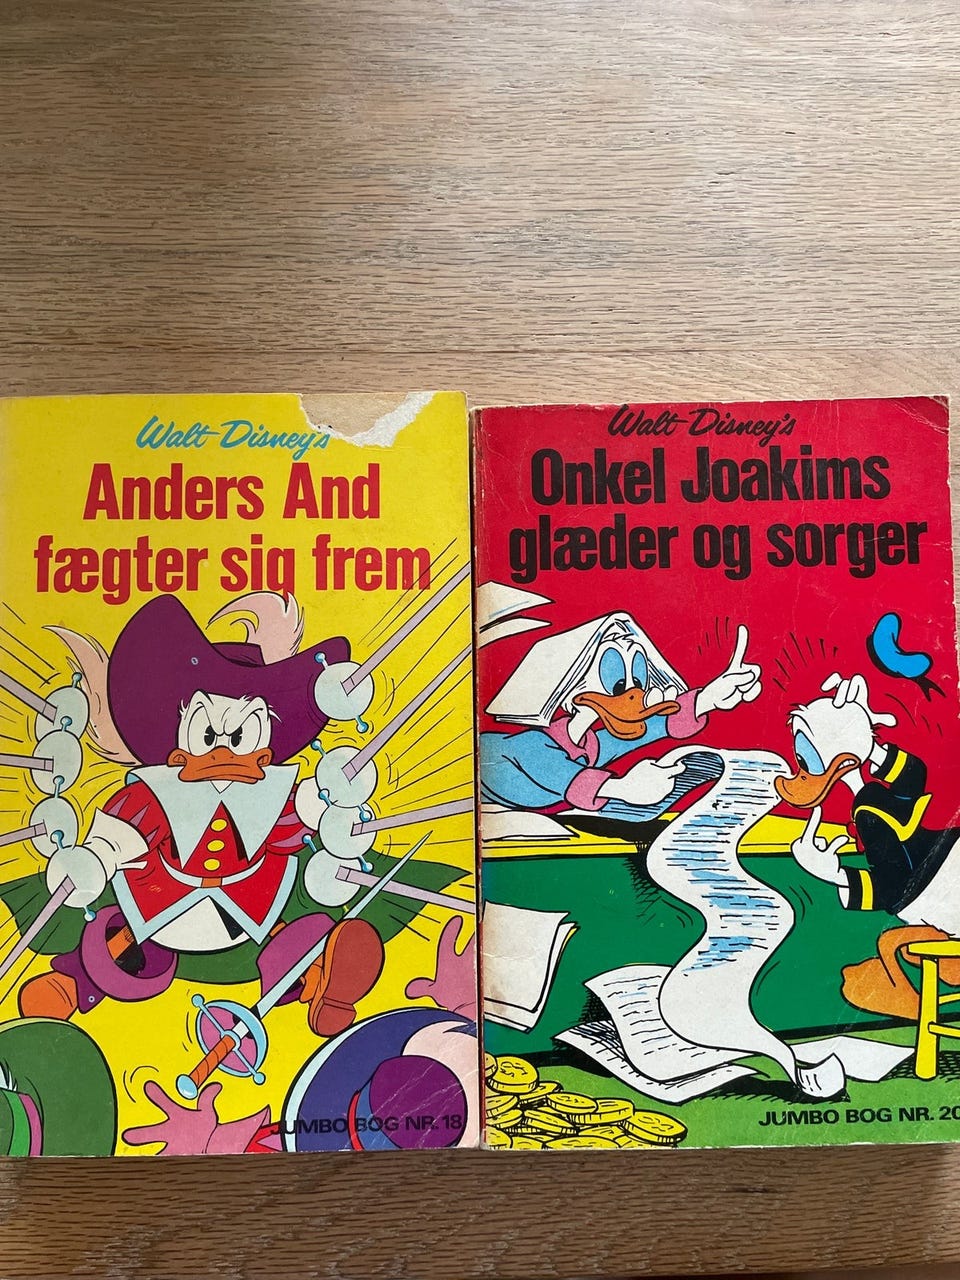 Walt Disney's
Anders And
fægter sig frem
JUMBO BOG NR. 18
Walt Disney's
Onkel Joakims
glæder og sorger
JUMBO BOG NR. 20